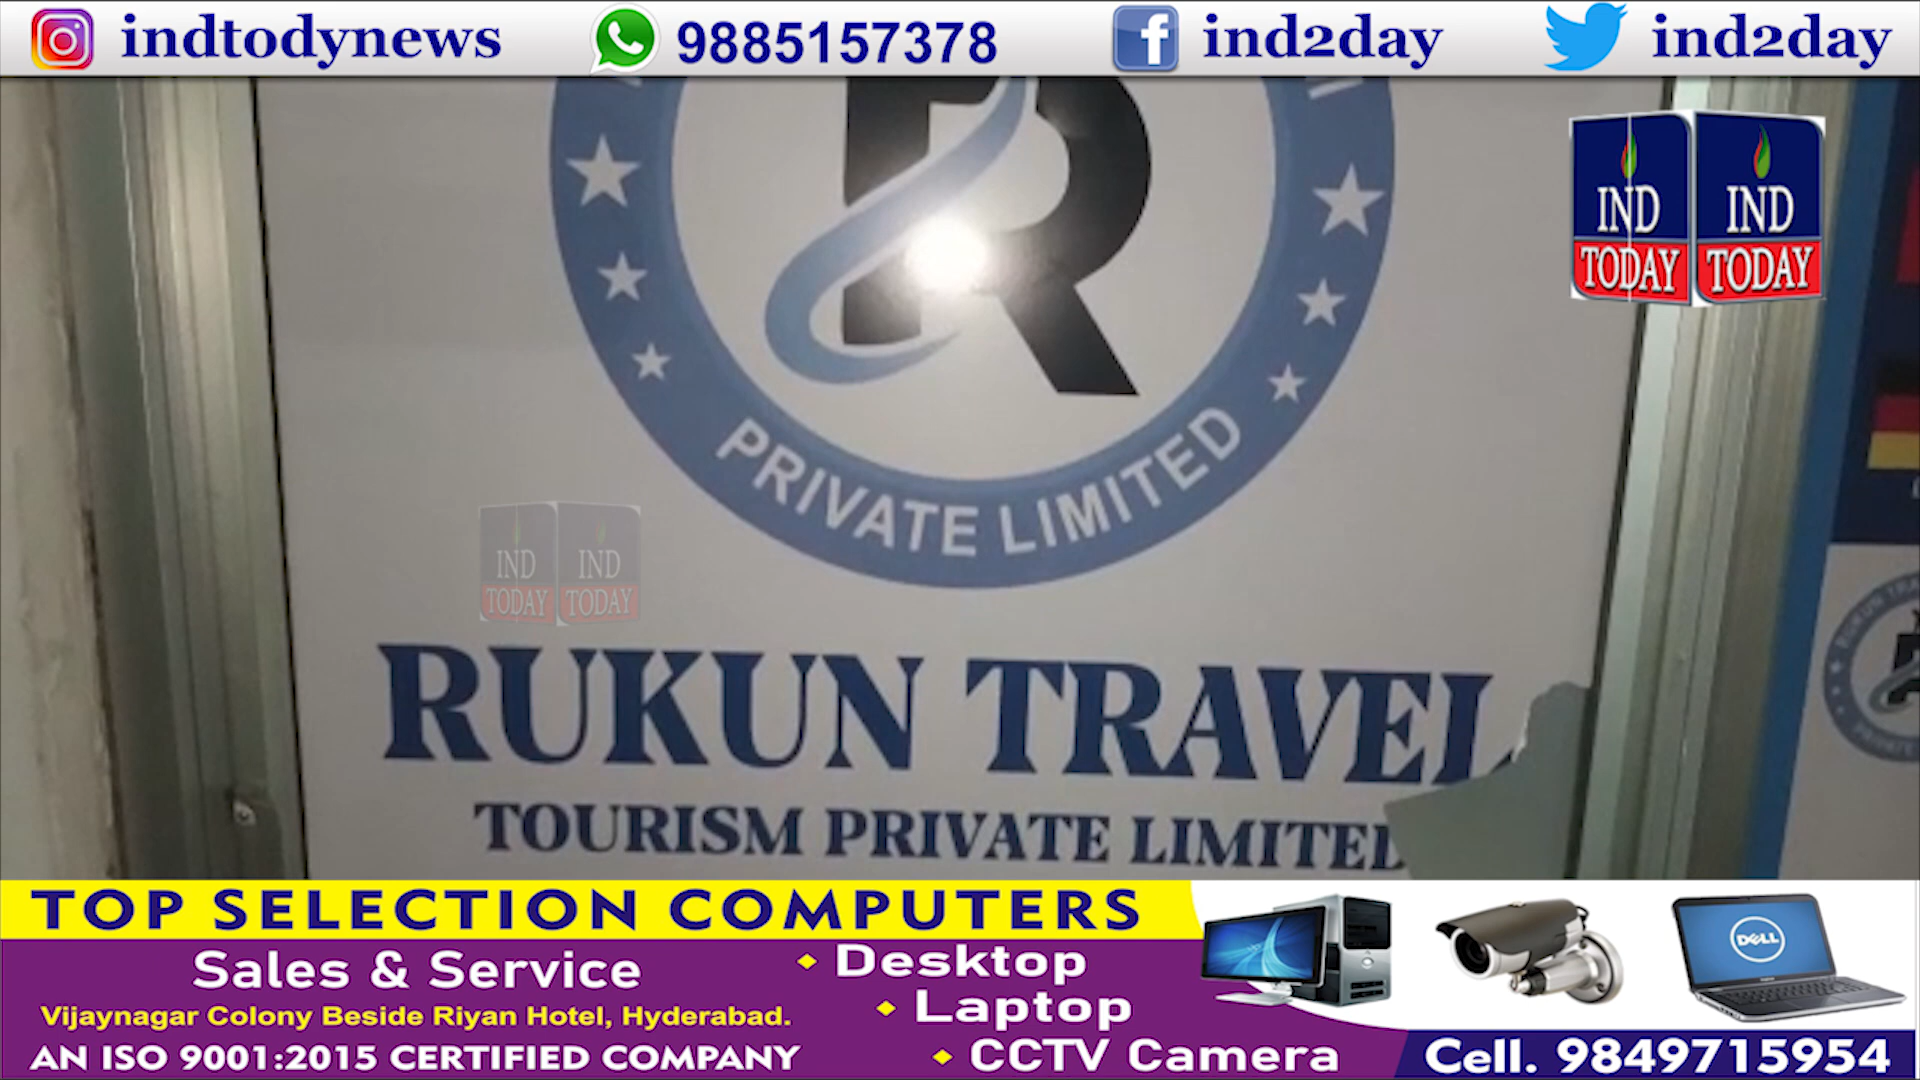 indtodynews
9885157378
ind2day
ind2day
IND
TODAY
IND
TODAY
R
PRIVATE LIMITED
IND
TODAY
IND
TODAY
RUKUN TRAVEL
TOURISM PRIVATE LIMITED
TOP SELECTION COMPUTERS
Sales & Service
Vijaynagar Colony Beside Riyan Hotel, Hyderabad.
AN ISO 9001:2015 CERTIFIED COMPANY
Desktop
Laptop
CCTV Camera
DELL
Cell. 9849715954